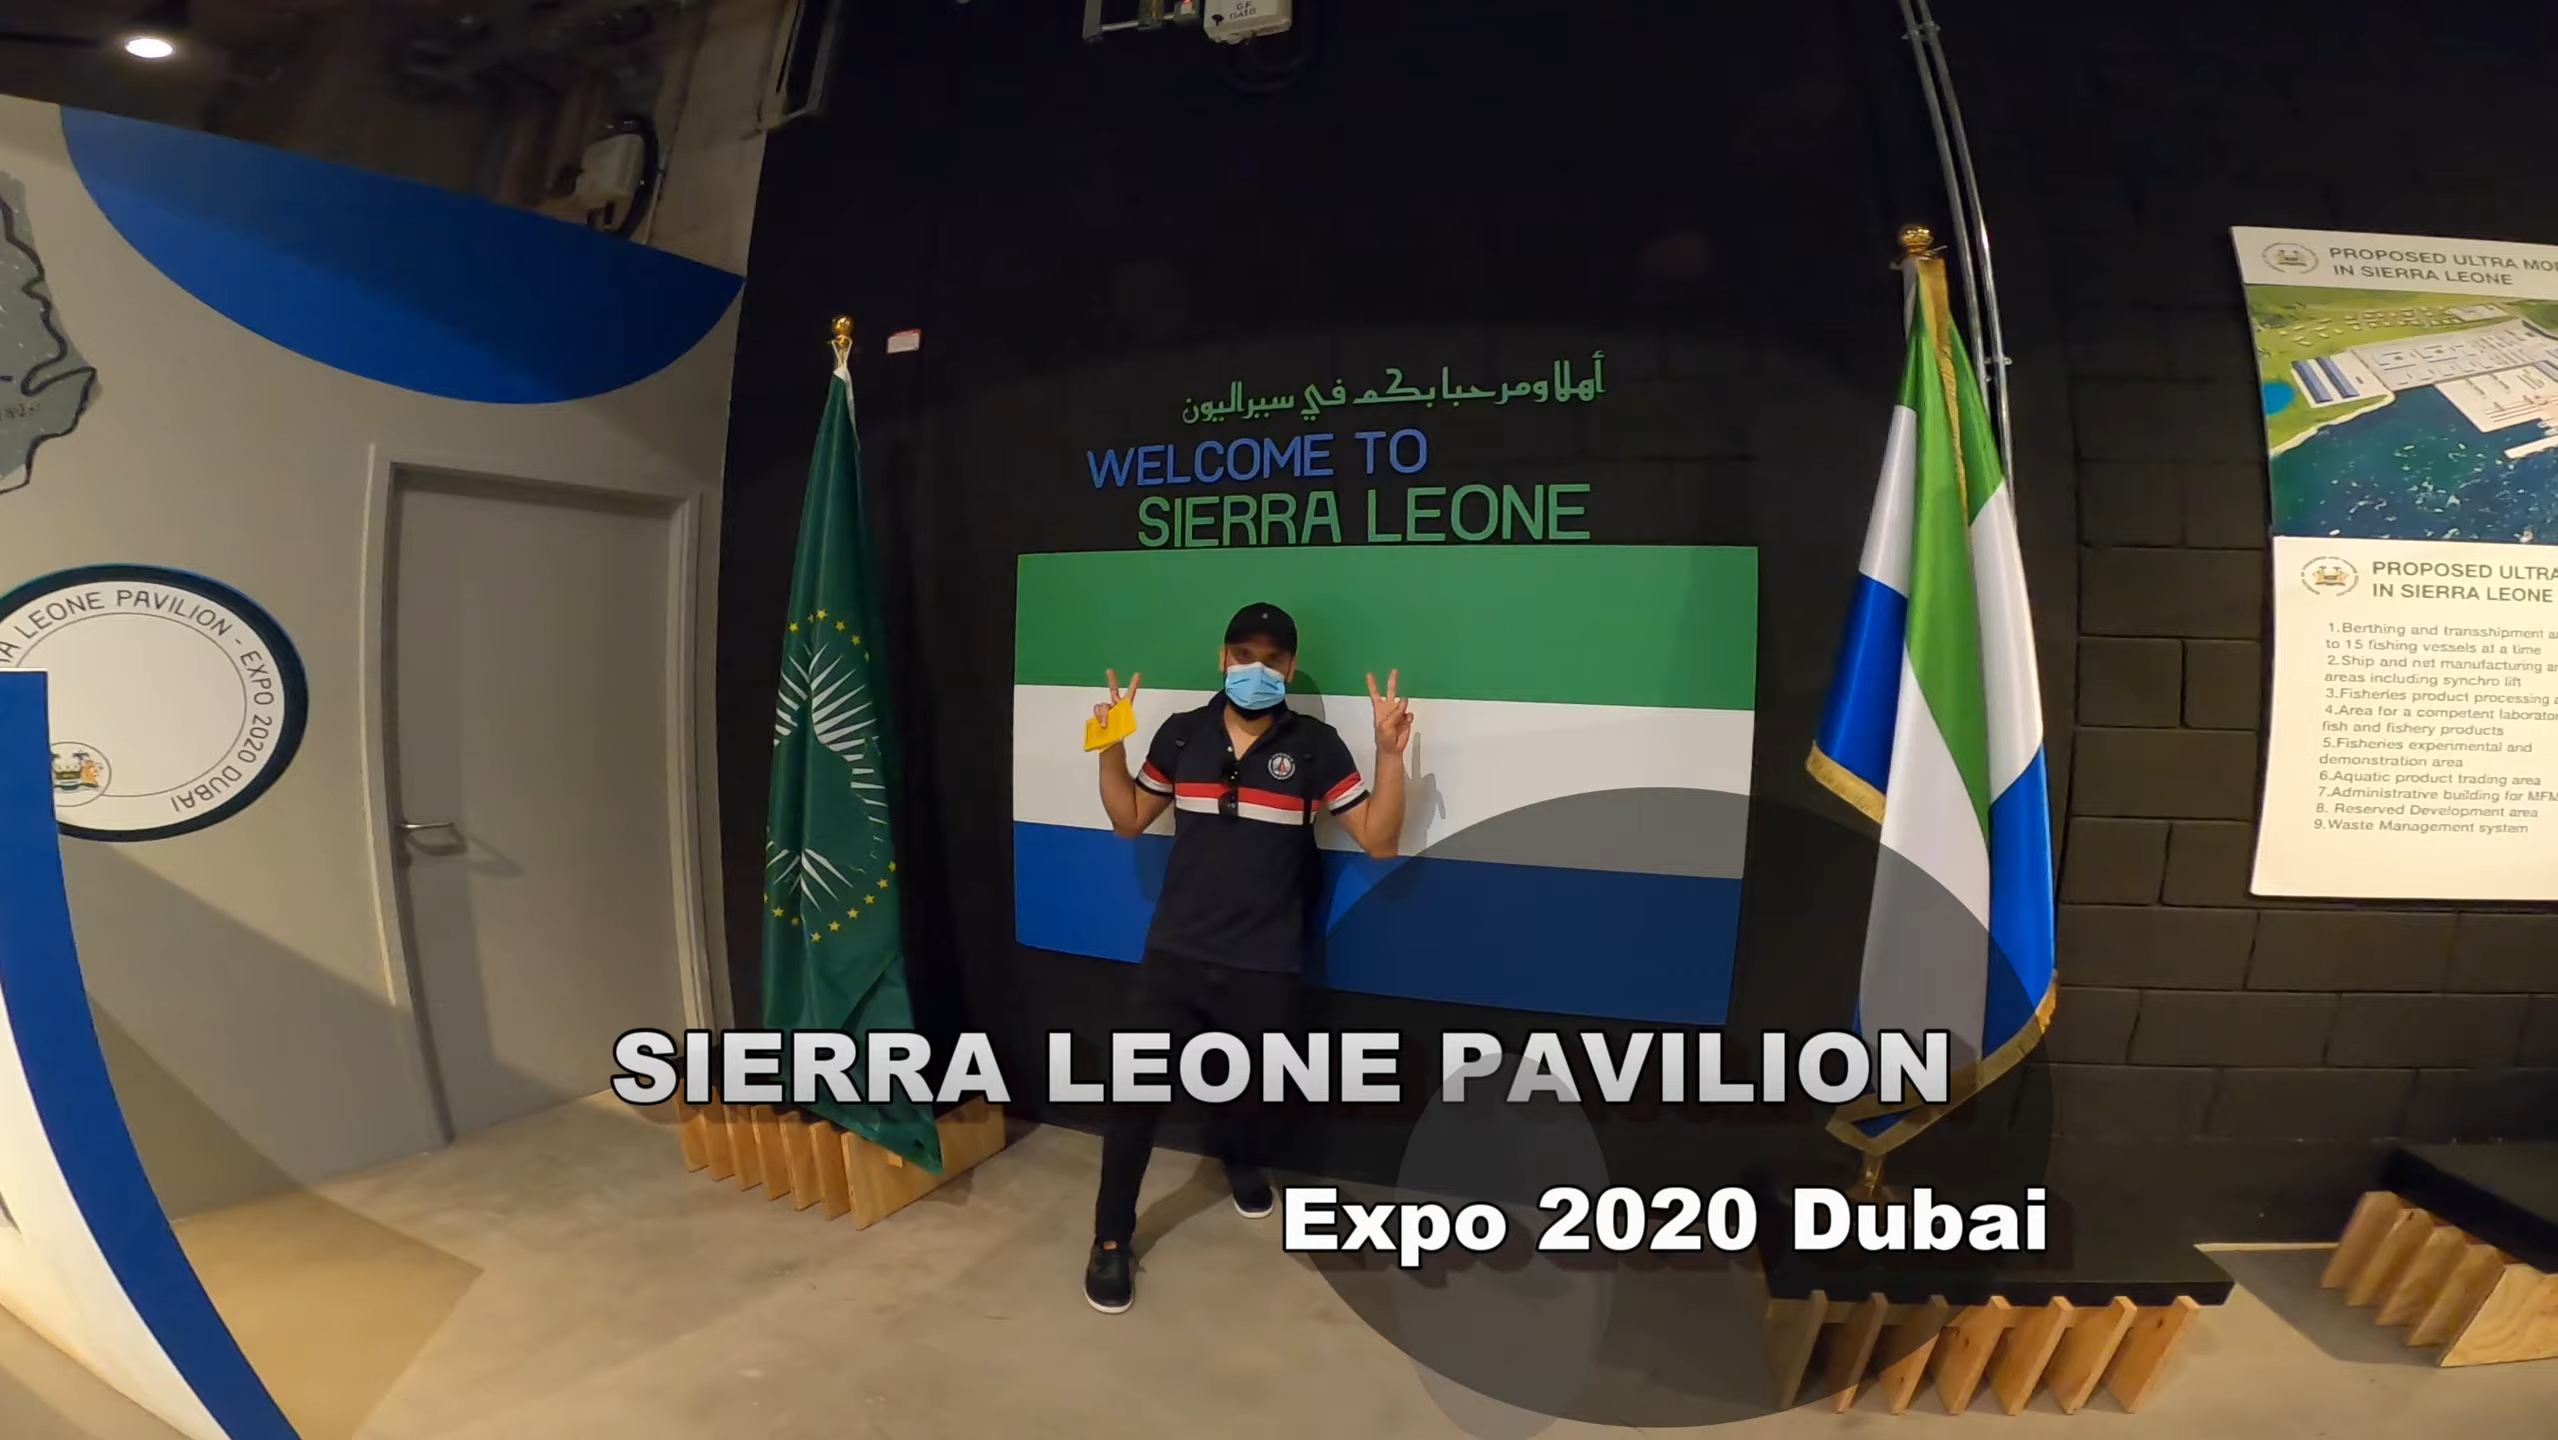 أهلا ومرحبا بكم في سيراليون
WELCOME TO
SIERRA LEONE
LEONE PAVILION - EXPO 2020 DUBAI
PROPOSED ULTRA
IN SIERRA LEONE
PROPOSED ULTRA
IN SIERRA LEONE
1.Berthing and transshipment
to 15 fishing vessels at a time
2.Ship and net manufacturing
areas including synchro lift
3.Fisheries product processing
4.Area for a competent
fish and fishery products
5.Fisheries experimental and
demonstration area
6.Aquatic product trading area
7.Administrative building for
8. Reserved Development area
9.Waste Management system
SIERRA LEONE PAVILION
Expo 2020 Dubai